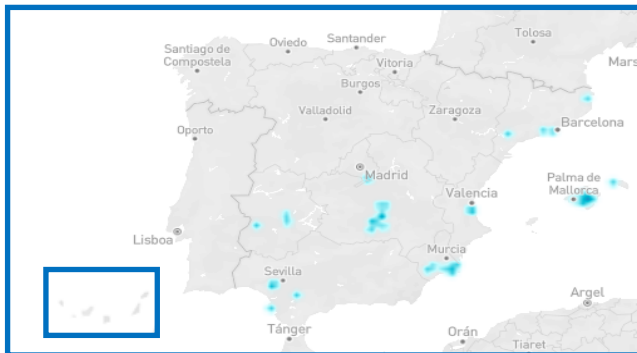 Santander
Tolosa
Oviedo
Santiago de
Compostela
Vitoria
Mars
Burgos
Valladolid
Zaragoza
Barcelona
Oporto
Madrid
Palma de
Mallorca
Valencia
Lisboa
Murcia
Sevilla
Argel
Tánger
Orán
Tiaret